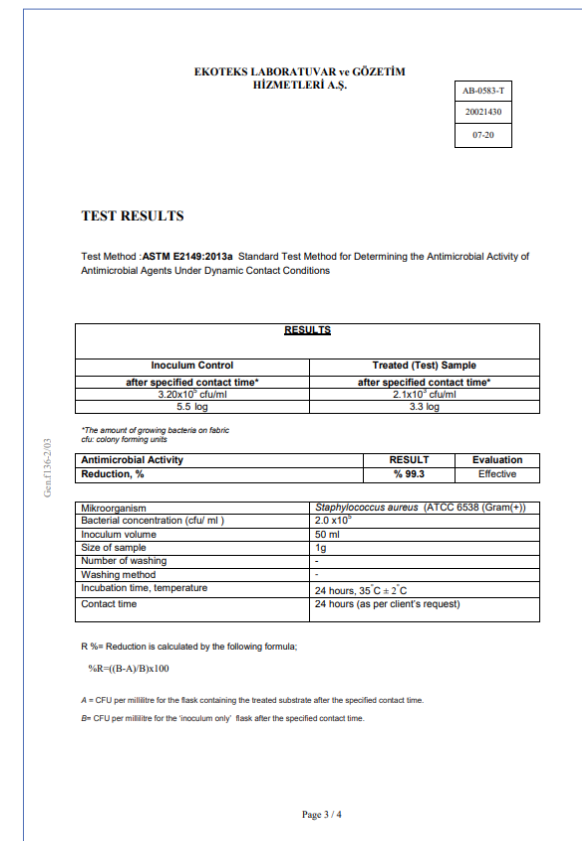 EKOTEKS LABORATUVAR ve GÖZETİM
HİZMETLERİ A.Ş.
AB-0583-T
20021430
07-20
TEST RESULTS
Test Method :ASTM E2149:2013a Standard Test Method for Determining the Antimicrobial Activity of
Antimicrobial Agents Under Dynamic Contact Conditions
RESULTS
Inoculum Control Treated (Test) Sample
after specified contact time* after specified contact time*
3.20x10⁵ cfu/ml 2.1x10³ cfu/ml
5.5 log 3.3 log
*The amount of growing bacteria on fabric
cfu: colony forming units
Antimicrobial Activity RESULT Evaluation
Reduction, % % 99.3 Effective
Mikroorganism Staphylococcus aureus (ATCC 6538 (Gram(+))
Bacterial concentration (cfu/ ml ) 2.0 x10⁵
Inoculum volume 50 ml
Size of sample 1g
Number of washing -
Washing method -
Incubation time, temperature 24 hours, 35°C ± 2°C
Contact time 24 hours (as per client's request)
R %= Reduction is calculated by the following formula;
%R=((B-A)/B)x100
A = CFU per millilitre for the flask containing the treated substrate after the specified contact time.
B= CFU per millilitre for the 'inoculum only' flask after the specified contact time.
Gen.f136-2/03
Page 3 / 4